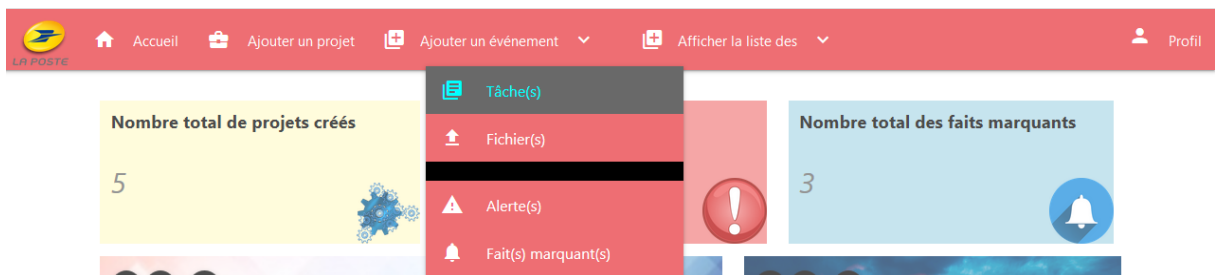 LA POSTE
Accueil
Ajouter un projet
Ajouter un événement
Afficher la liste des
Profil
Tâche(s)
Fichier(s)
Alerte(s)
Fait(s) marquant(s)
Nombre total de projets créés
5
Nombre total des faits marquants
3